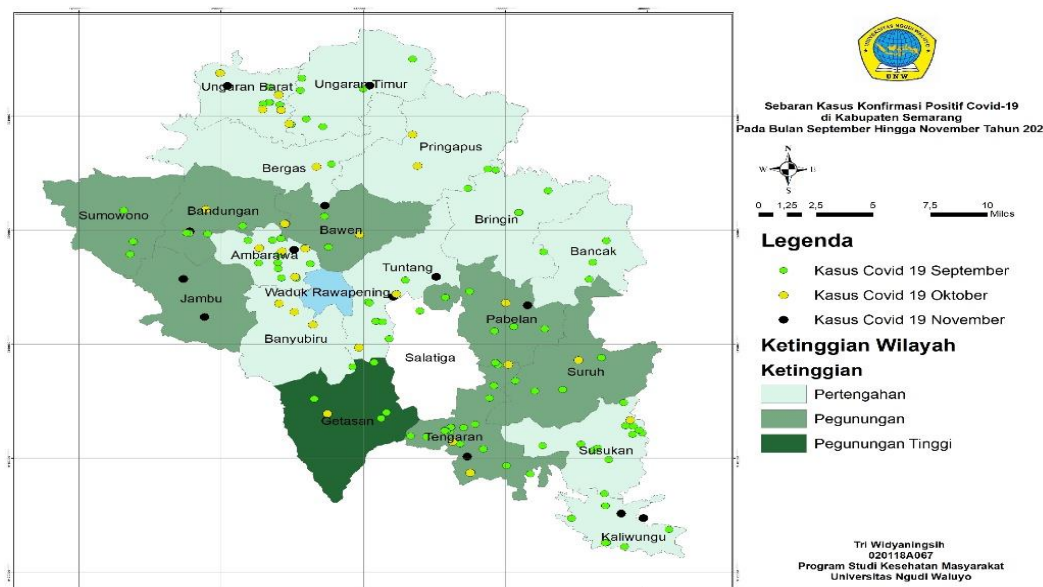 Ungaran Barat
Ungaran Timur
Bergas
Pringapus
Sumowono
Bandungan
Bawen
Bringin
Ambarawa
Tuntang
Bancak
Jambu
Waduk Rawapening
Pabelan
Banyubiru
Salatiga
Suruh
Getasan
Tengaran
Susukan
Kaliwungu
UNIVERSITAS NGUDI WALUYO
UNW
Sebaran Kasus Konfirmasi Positif Covid-19
di Kabupaten Semarang
Pada Bulan September Hingga November Tahun 202
N
W
S
0 1,25 2,5 5 7,5 10
Miles
Legenda
Kasus Covid 19 September
Kasus Covid 19 Oktober
Kasus Covid 19 November
Ketinggian Wilayah
Ketinggian
Pertengahan
Pegunungan
Pegunungan Tinggi
Tri Widyaningsih
020118A067
Program Studi Kesehatan Masyarakat
Universitas Ngudi Waluyo